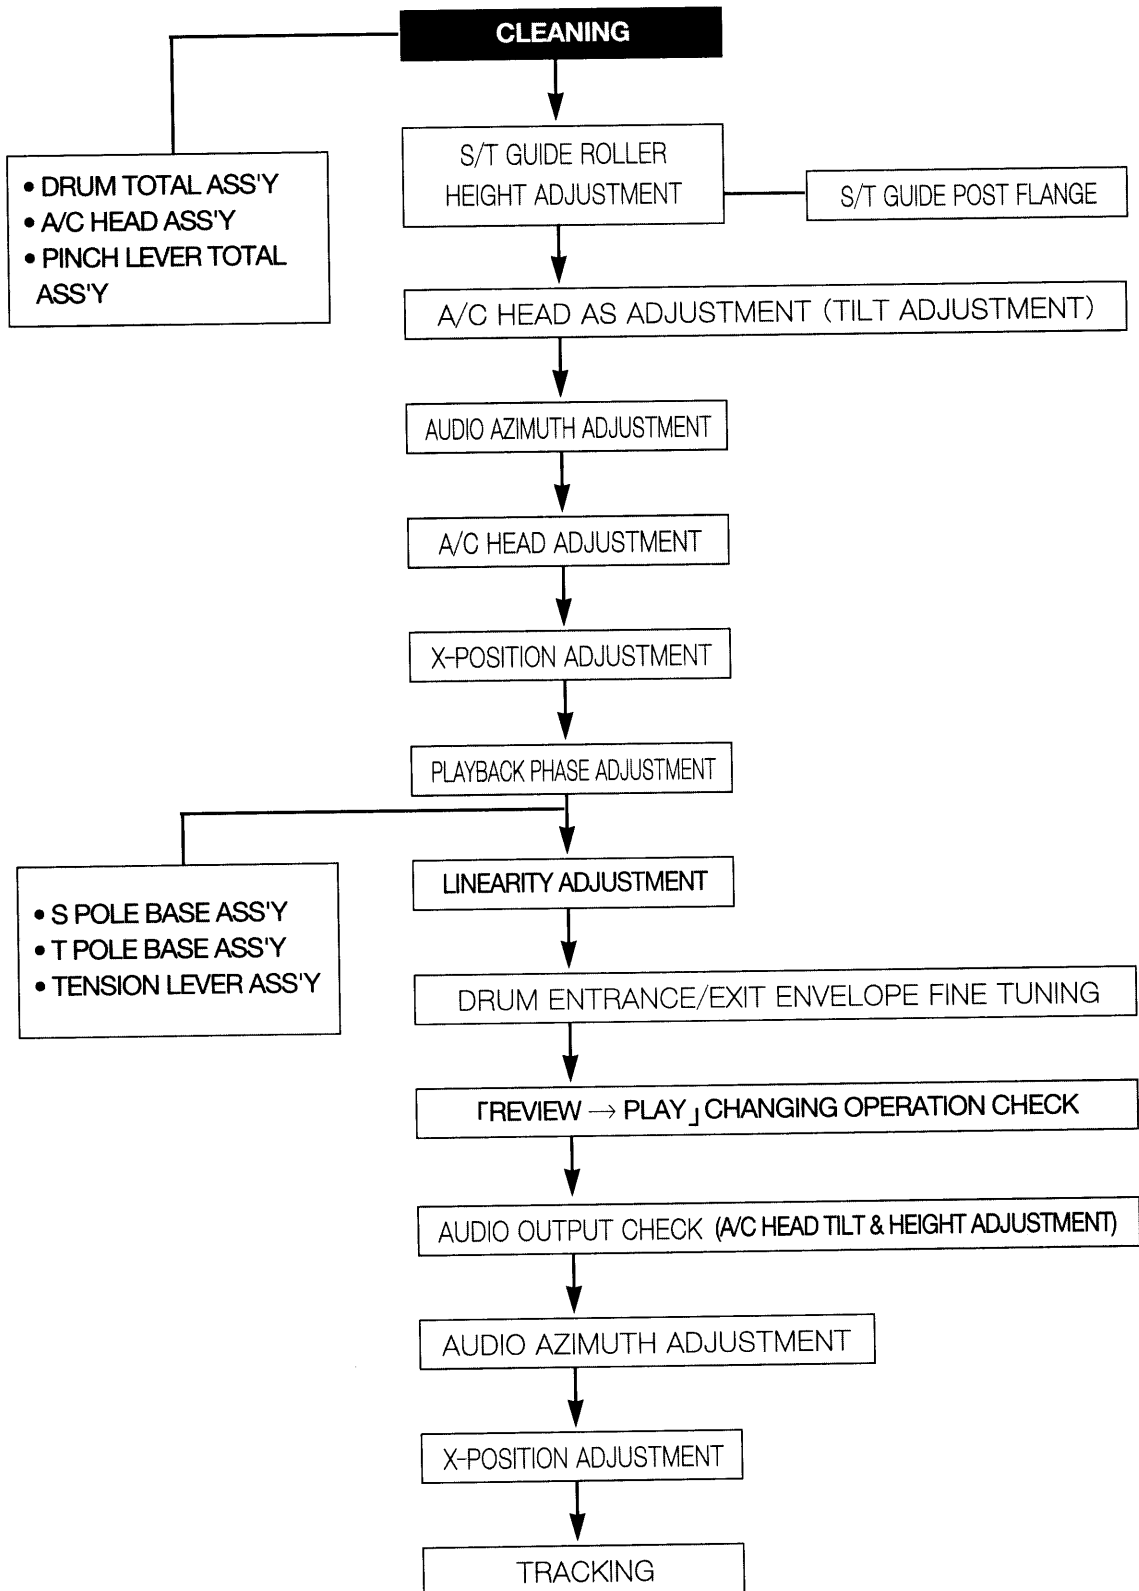 CLEANING
• DRUM TOTAL ASS'Y
• A/C HEAD ASS'Y
• PINCH LEVER TOTAL
ASS'Y
S/T GUIDE ROLLER
HEIGHT ADJUSTMENT
S/T GUIDE POST FLANGE
A/C HEAD AS ADJUSTMENT (TILT ADJUSTMENT)
AUDIO AZIMUTH ADJUSTMENT
A/C HEAD ADJUSTMENT
X-POSITION ADJUSTMENT
PLAYBACK PHASE ADJUSTMENT
• S POLE BASE ASS'Y
• T POLE BASE ASS'Y
• TENSION LEVER ASS'Y
LINEARITY ADJUSTMENT
DRUM ENTRANCE/EXIT ENVELOPE FINE TUNING
「REVIEW → PLAY」 CHANGING OPERATION CHECK
AUDIO OUTPUT CHECK (A/C HEAD TILT & HEIGHT ADJUSTMENT)
AUDIO AZIMUTH ADJUSTMENT
X-POSITION ADJUSTMENT
TRACKING